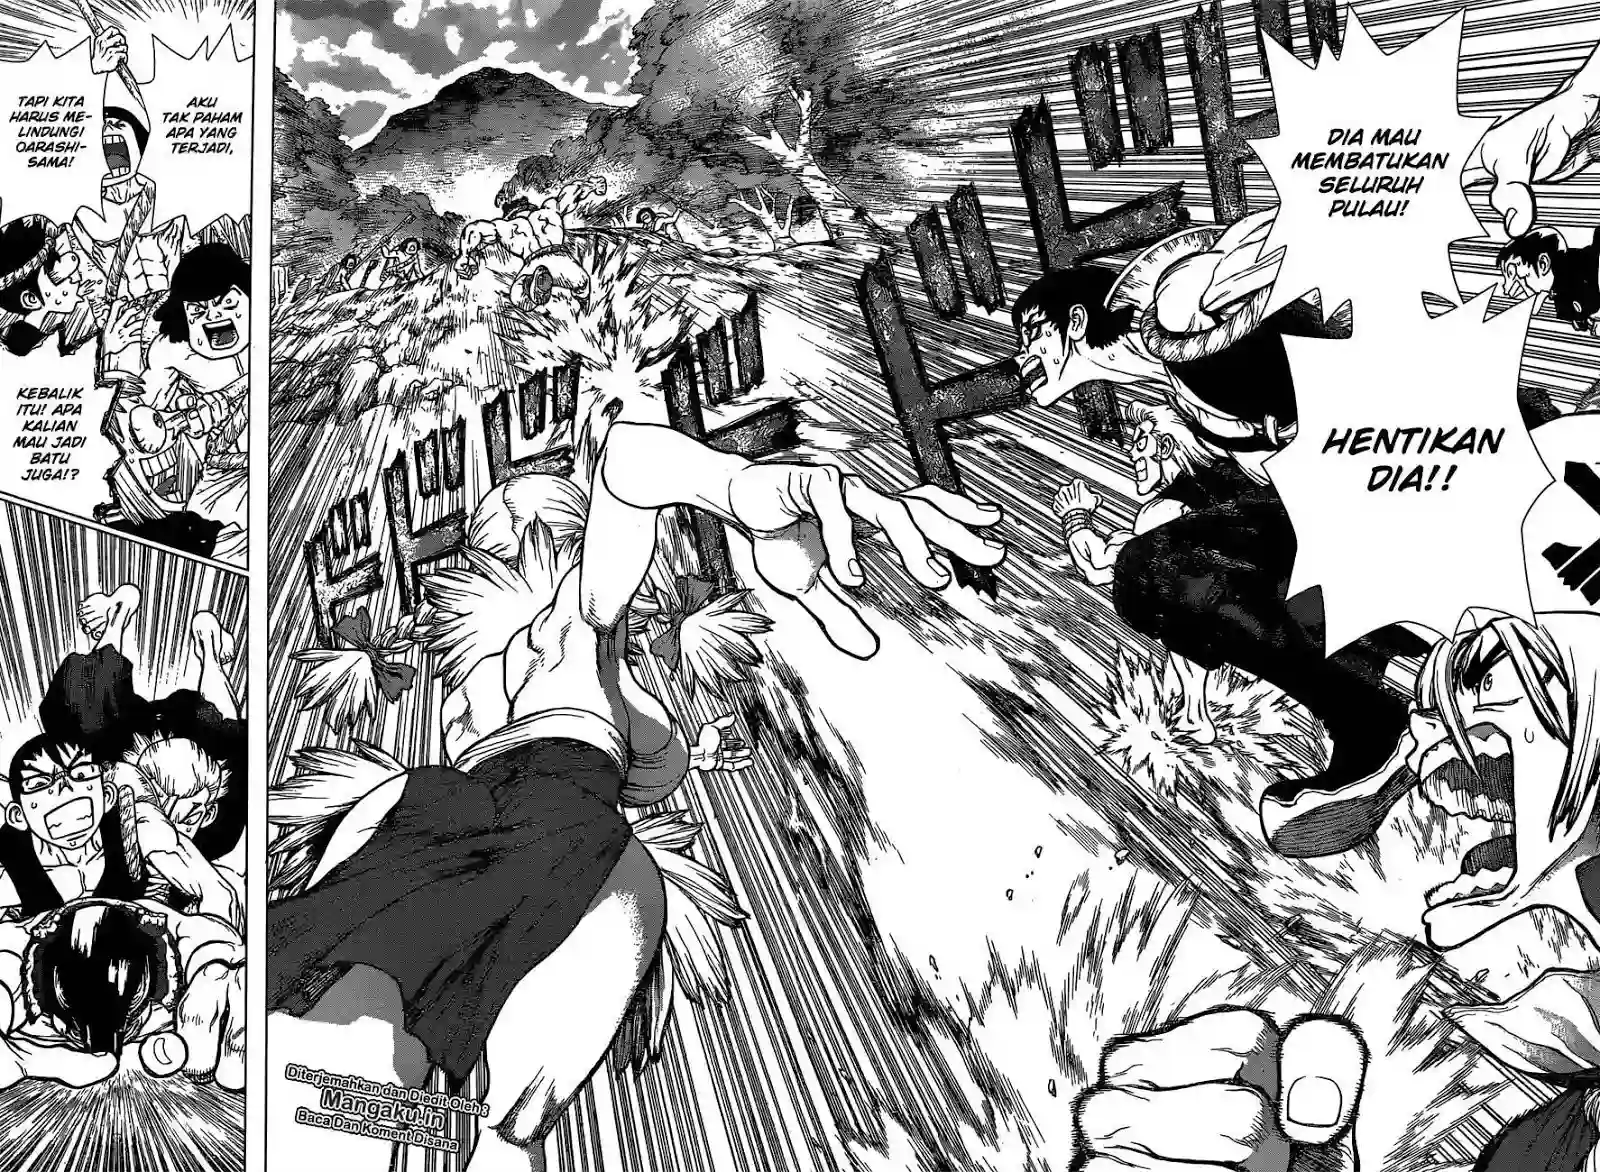 DIA MAU
MEMBATUKAN
SELURUH
PULAU!
HENTIKAN
DIA!!
AKU
TAK PAHAM
APA YANG
TERJADI,
TAPI KITA
HARUS ME-
LINDUNGI
OARASHI-
SAMA!
KEBALIK
ITU! APA
KALIAN
MAU JADI
BATU
JUGA!?
Diterjemahkan dan Diedit Oleh :
Mangaku.in
Baca Dan Koment Disana